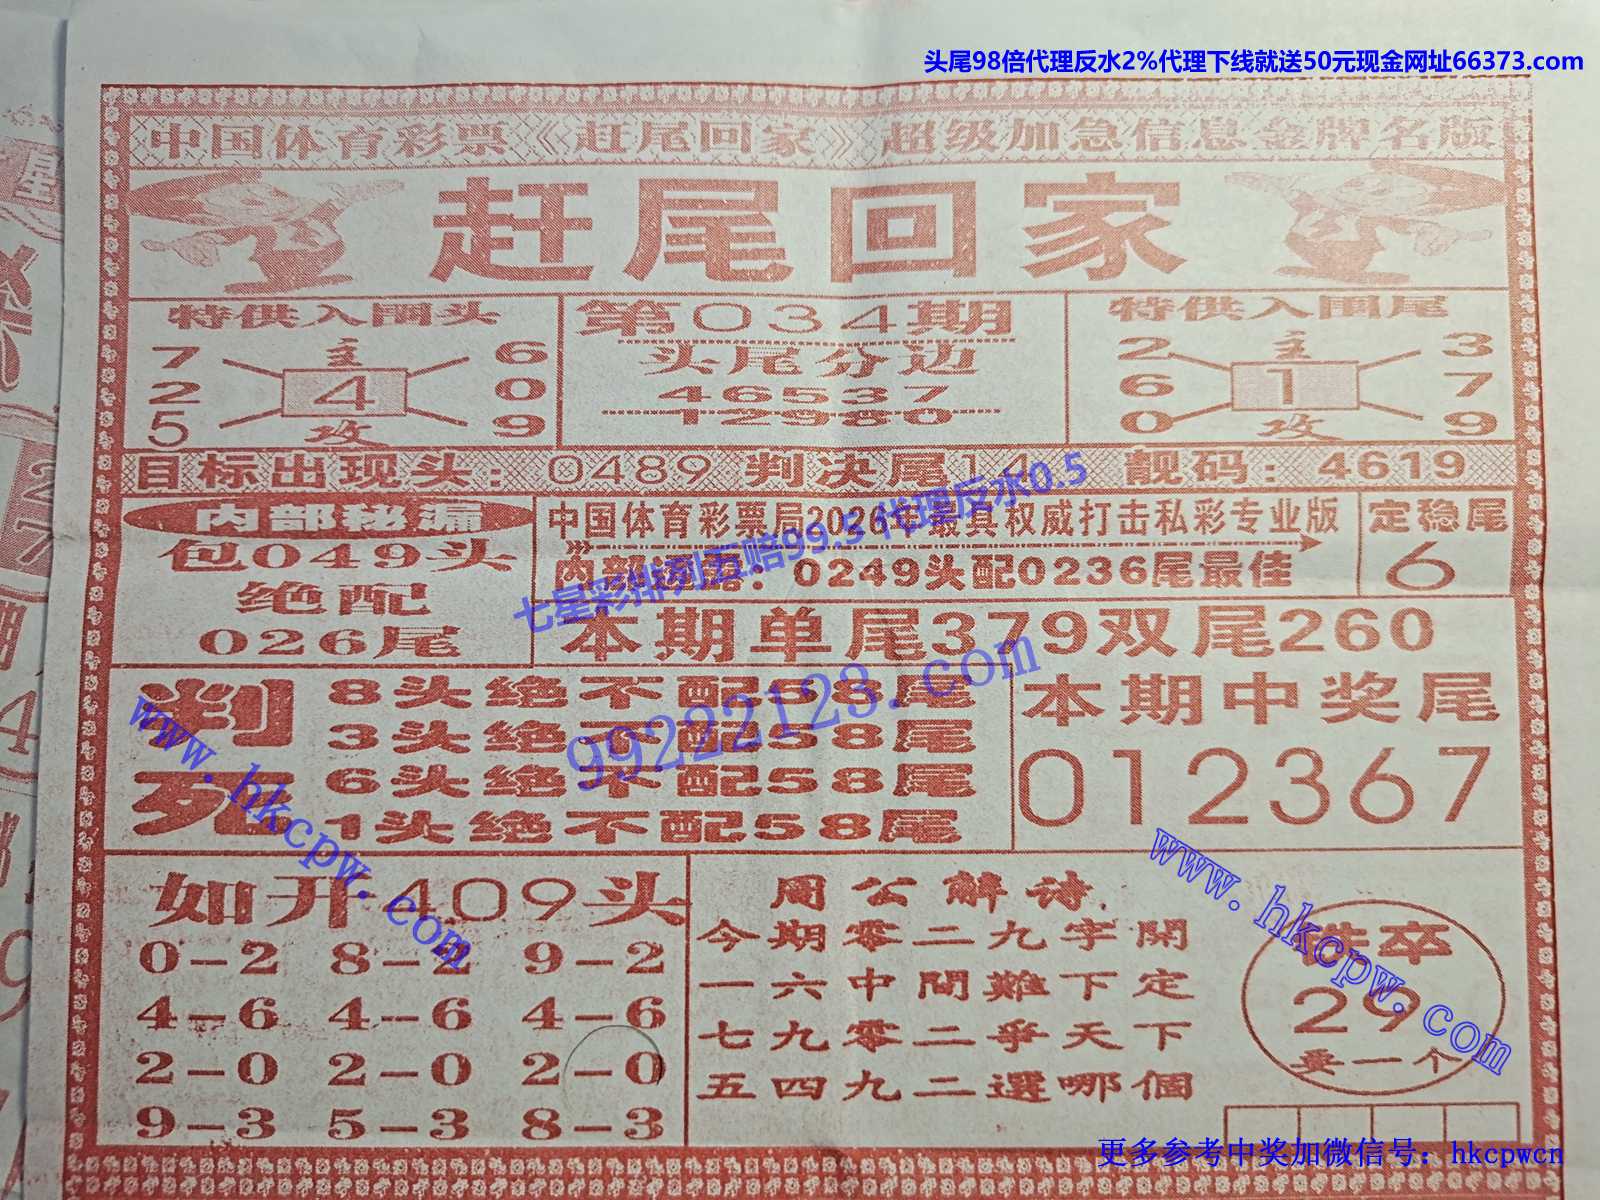 头尾98倍代理反水2%代理下线就送50元现金网址66373.com
中国体育彩票《赶尾回家》超级加急信息金牌名版
赶尾回家
特供入围头
7 主 6
2 4 0
5 攻 9
第034期
头尾分边
46537
12980
特供入围尾
2 主 3
6 1 7
0 攻 9
目标出现头：0489 判决尾14 靓码：4619
内部秘漏
包049头
绝配
026尾
中国体育彩票局2026年最具权威打击私彩专业版
内部透露：0249头配0236尾最佳
定稳尾
6
七星彩排列五赔99.5 代理反水0.5
本期单尾379双尾260
99222123.com
判死
8头绝不配68尾
3头绝不配58尾
6头绝不配58尾
1头绝不配58尾
本期中奖尾
012367
www.hkcpw.com
www.hkcpw.com
如开409头
0-2 8-2 9-2
4-6 4-6 4-6
2-0 2-0 2-0
9-3 5-3 8-3
周公解诗
今期零二九字開
一六中間難下定
七九零二爭天下
五四九二選哪個
卒
29
卖一个
更多参考中奖加微信号：hkcpwcn